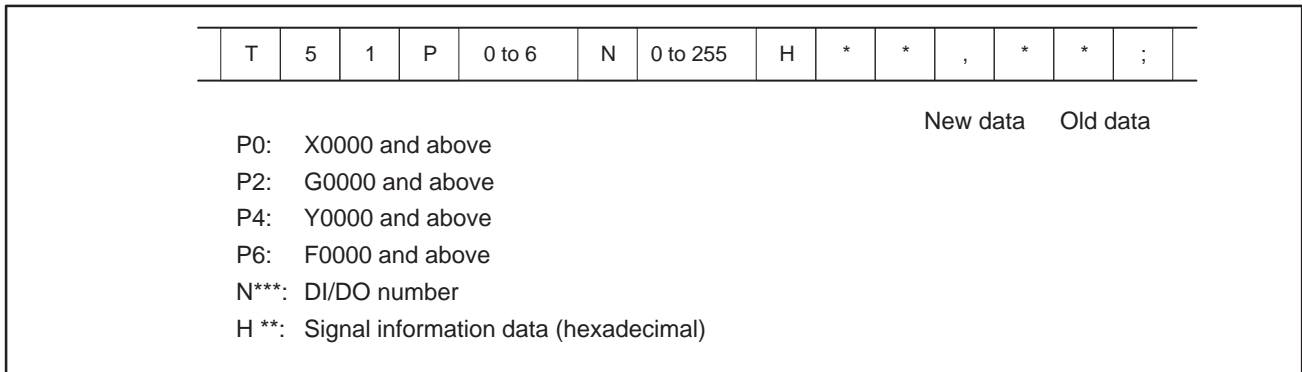 T 5 1 P 0 to 6 N 0 to 255 H * * , * * ;
New data Old data
P0: X0000 and above
P2: G0000 and above
P4: Y0000 and above
P6: F0000 and above
N***: DI/DO number
H **: Signal information data (hexadecimal)